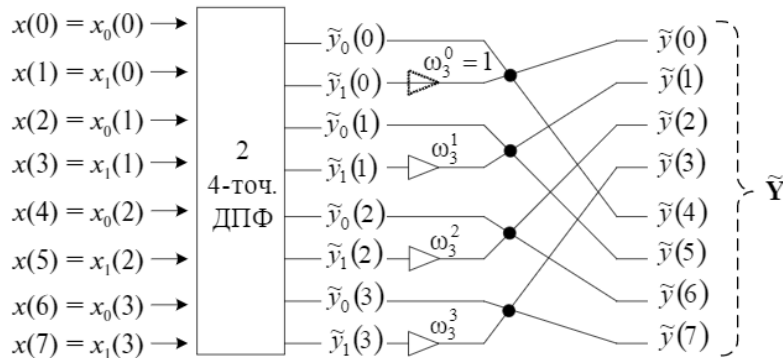 x(0) = x₀(0)
x(1) = x₁(0)
x(2) = x₀(1)
x(3) = x₁(1)
x(4) = x₀(2)
x(5) = x₁(2)
x(6) = x₀(3)
x(7) = x₁(3)
2
4-точ.
ДПФ
ỹ₀(0)
ỹ₁(0)
ỹ₀(1)
ỹ₁(1)
ỹ₀(2)
ỹ₁(2)
ỹ₀(3)
ỹ₁(3)
ω₃⁰ = 1
ω₃¹
ω₃²
ω₃³
ỹ(0)
ỹ(1)
ỹ(2)
ỹ(3)
ỹ(4)
ỹ(5)
ỹ(6)
ỹ(7)
Ỹ